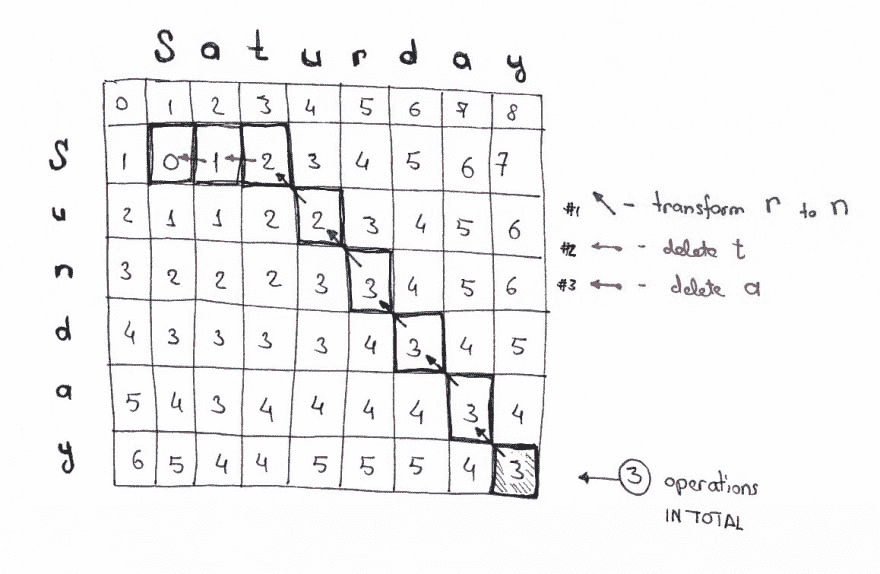 S a t u r d a y
0 1 2 3 4 5 6 7 8
S 1 0 1 2 3 4 5 6 7
u 2 1 1 2 2 3 4 5 6
n 3 2 2 2 3 3 4 5 6
d 4 3 3 3 3 4 3 4 5
a 5 4 3 4 4 4 4 3 4
y 6 5 4 4 5 5 5 4 3
#1 ↖ - transform r to n
#2 ← - delete t
#3 ← - delete a
← 3 operations
IN TOTAL